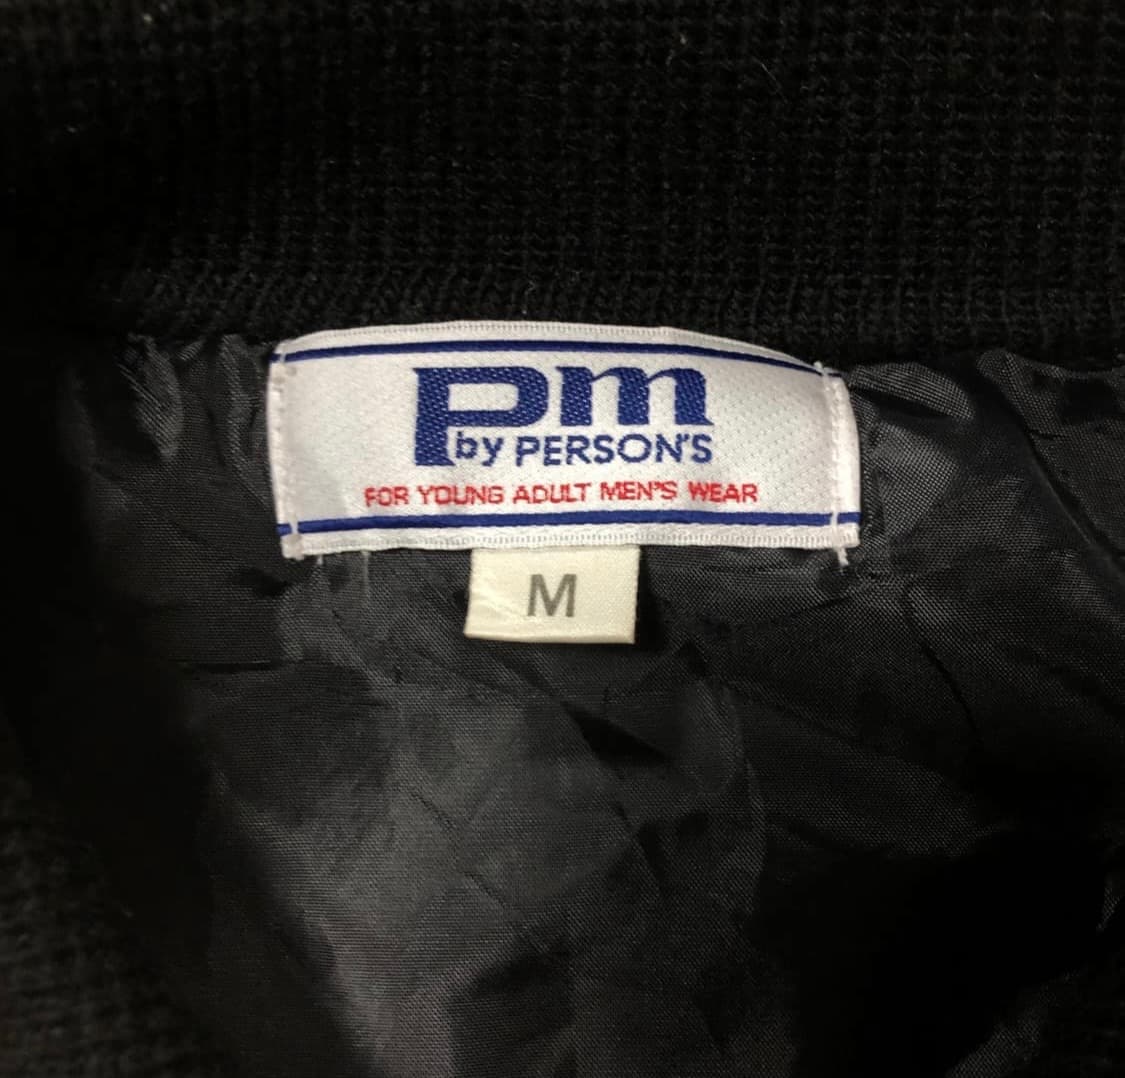 Pm
by PERSON'S
FOR YOUNG ADULT MEN'S WEAR
M